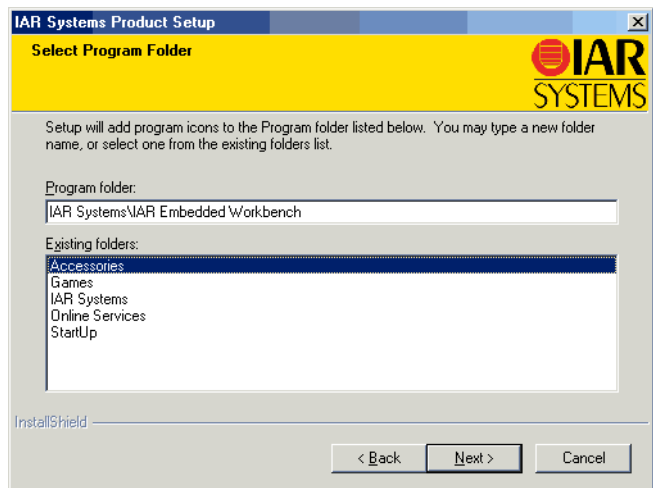 IAR Systems Product Setup
Select Program Folder
IAR
SYSTEMS
Setup will add program icons to the Program folder listed below. You may type a new folder
name, or select one from the existing folders list.
Program folder:
IAR Systems\IAR Embedded Workbench
Existing folders:
Accessories
Games
IAR Systems
Online Services
StartUp
InstallShield
< Back Next > Cancel